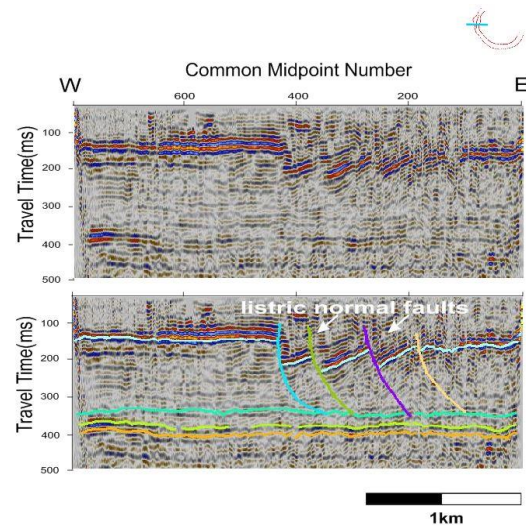 Common Midpoint Number
W E
600 400 200
Travel Time(ms)
100
200
300
400
500
listric normal faults
Travel Time(ms)
100
200
300
400
500
1km